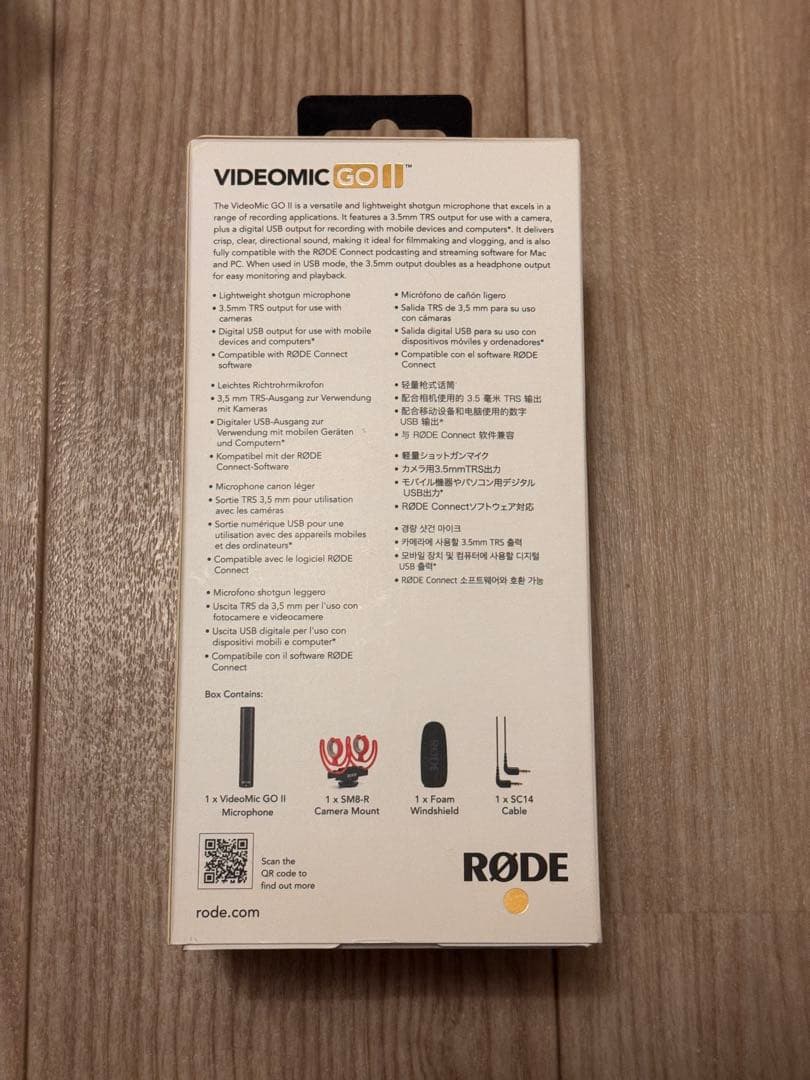 VIDEOMIC GO II™
The VideoMic GO II is a versatile and lightweight shotgun microphone that excels in a
range of recording applications. It features a 3.5mm TRS output for use with a camera,
plus a digital USB output for recording with mobile devices and computers*. It delivers
crisp, clear, directional sound, making it ideal for filmmaking and vlogging, and is also
fully compatible with the RØDE Connect podcasting and streaming software for Mac
and PC. When used in USB mode, the 3.5mm output doubles as a headphone output
for easy monitoring and playback.
• Lightweight shotgun microphone
• 3.5mm TRS output for use with
cameras
• Digital USB output for use with mobile
devices and computers*
• Compatible with RØDE Connect
software
• Leichtes Richtrohrmikrofon
• 3,5 mm TRS-Ausgang zur Verwendung
mit Kameras
• Digitaler USB-Ausgang zur
Verwendung mit mobilen Geräten
und Computern*
• Kompatibel mit der RØDE
Connect-Software
• Microphone canon léger
• Sortie TRS 3,5 mm pour utilisation
avec les caméras
• Sortie numérique USB pour une
utilisation avec des appareils mobiles
et des ordinateurs*
• Compatible avec le logiciel RØDE
Connect
• Microfono shotgun leggero
• Uscita TRS da 3,5 mm per l'uso con
fotocamere e videocamere
• Uscita USB digitale per l'uso con
dispositivi mobili e computer*
• Compatibile con il software RØDE
Connect
• Micrófono de cañón ligero
• Salida TRS de 3,5 mm para su uso
con cámaras
• Salida digital USB para su uso con
dispositivos móviles y ordenadores*
• Compatible con el software RØDE
Connect
• 轻量枪式话筒
• 配合相机使用的 3.5 毫米 TRS 输出
• 配合移动设备和电脑使用的数字
USB 输出*
• 与 RØDE Connect 软件兼容
• 軽量ショットガンマイク
• カメラ用3.5mmTRS出力
• モバイル機器やパソコン用デジタル
USB出力*
• RØDE Connectソフトウェア対応
• 경량 샷건 마이크
• 카메라에 사용할 3.5mm TRS 출력
• 모바일 장치 및 컴퓨터에 사용할 디지털
USB 출력*
• RØDE Connect 소프트웨어와 호환 가능
Box Contains:
1 x VideoMic GO II
Microphone
1 x SM8-R
Camera Mount
1 x Foam
Windshield
1 x SC14
Cable
Scan the
QR code to
find out more
RØDE
rode.com